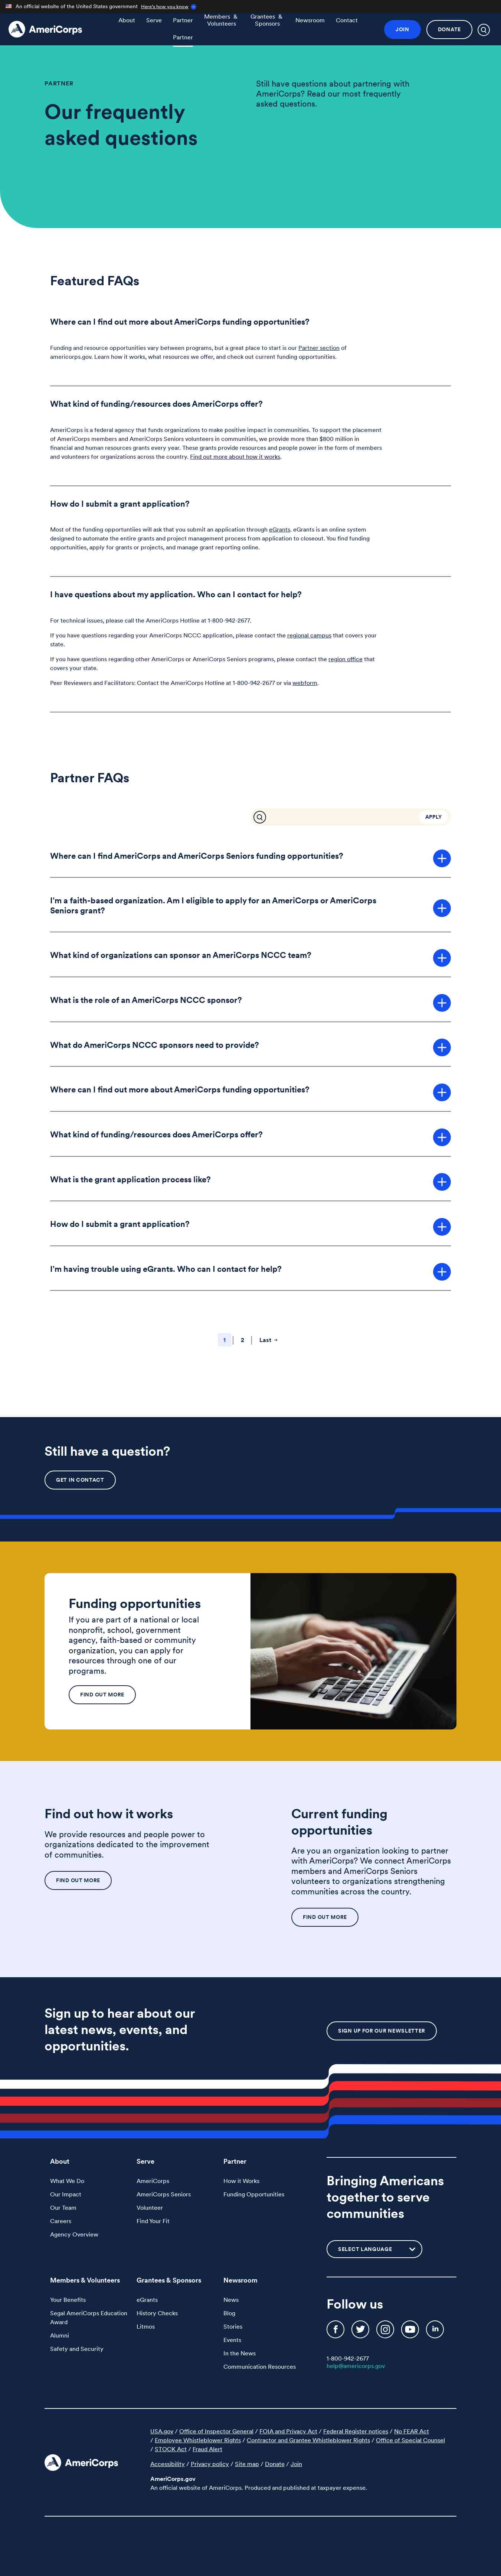 An official website of the United States government Here's how you know
AmeriCorps
About
Serve
Partner
Members & Volunteers
Grantees & Sponsors
Newsroom
Contact
JOIN
DONATE
Partner
PARTNER
Our frequently
asked questions
Still have questions about partnering with
AmeriCorps? Read our most frequently
asked questions.
Featured FAQs
Where can I find out more about AmeriCorps funding opportunities?
Funding and resource opportunities vary between programs, but a great place to start is our Partner section of
americorps.gov. Learn how it works, what resources we offer, and check out current funding opportunities.
What kind of funding/resources does AmeriCorps offer?
AmeriCorps is a federal agency that funds organizations to make positive impact in communities. To support the placement
of AmeriCorps members and AmeriCorps Seniors volunteers in communities, we provide more than $800 million in
financial and human resources grants every year. These grants provide resources and people power in the form of members
and volunteers for organizations across the country. Find out more about how it works.
How do I submit a grant application?
Most of the funding opportuntiies will ask that you submit an application through eGrants. eGrants is an online system
designed to automate the entire grants and project management process from application to closeout. You find funding
opportunities, apply for grants or projects, and manage grant reporting online.
I have questions about my application. Who can I contact for help?
For technical issues, please call the AmeriCorps Hotline at 1-800-942-2677.
If you have questions regarding your AmeriCorps NCCC application, please contact the regional campus that covers your
state.
If you have questions regarding other AmeriCorps or AmeriCorps Seniors programs, please contact the region office that
covers your state.
Peer Reviewers and Facilitators: Contact the AmeriCorps Hotline at 1-800-942-2677 or via webform.
Partner FAQs
APPLY
Where can I find AmeriCorps and AmeriCorps Seniors funding opportunities?
I'm a faith-based organization. Am I eligible to apply for an AmeriCorps or AmeriCorps
Seniors grant?
What kind of organizations can sponsor an AmeriCorps NCCC team?
What is the role of an AmeriCorps NCCC sponsor?
What do AmeriCorps NCCC sponsors need to provide?
Where can I find out more about AmeriCorps funding opportunities?
What kind of funding/resources does AmeriCorps offer?
What is the grant application process like?
How do I submit a grant application?
I'm having trouble using eGrants. Who can I contact for help?
1 2 Last →
Still have a question?
GET IN CONTACT
Funding opportunities
If you are part of a national or local
nonprofit, school, government
agency, faith-based or community
organization, you can apply for
resources through one of our
programs.
FIND OUT MORE
Find out how it works
We provide resources and people power to
organizations dedicated to the improvement
of communities.
FIND OUT MORE
Current funding
opportunities
Are you an organization looking to partner
with AmeriCorps? We connect AmeriCorps
members and AmeriCorps Seniors
volunteers to organizations strengthening
communities across the country.
FIND OUT MORE
Sign up to hear about our
latest news, events, and
opportunities.
SIGN UP FOR OUR NEWSLETTER
About
What We Do
Our Impact
Our Team
Careers
Agency Overview
Serve
AmeriCorps
AmeriCorps Seniors
Volunteer
Find Your Fit
Partner
How it Works
Funding Opportunities
Members & Volunteers
Your Benefits
Segal AmeriCorps Education
Award
Alumni
Safety and Security
Grantees & Sponsors
eGrants
History Checks
Litmos
Newsroom
News
Blog
Stories
Events
In the News
Communication Resources
Bringing Americans
together to serve
communities
SELECT LANGUAGE
Follow us
1-800-942-2677
help@americorps.gov
AmeriCorps
USA.gov / Office of Inspector General / FOIA and Privacy Act / Federal Register notices / No FEAR Act
/ Employee Whistleblower Rights / Contractor and Grantee Whistleblower Rights / Office of Special Counsel
/ STOCK Act / Fraud Alert
Accessibility / Privacy policy / Site map / Donate / Join
AmeriCorps.gov
An official website of AmeriCorps. Produced and published at taxpayer expense.